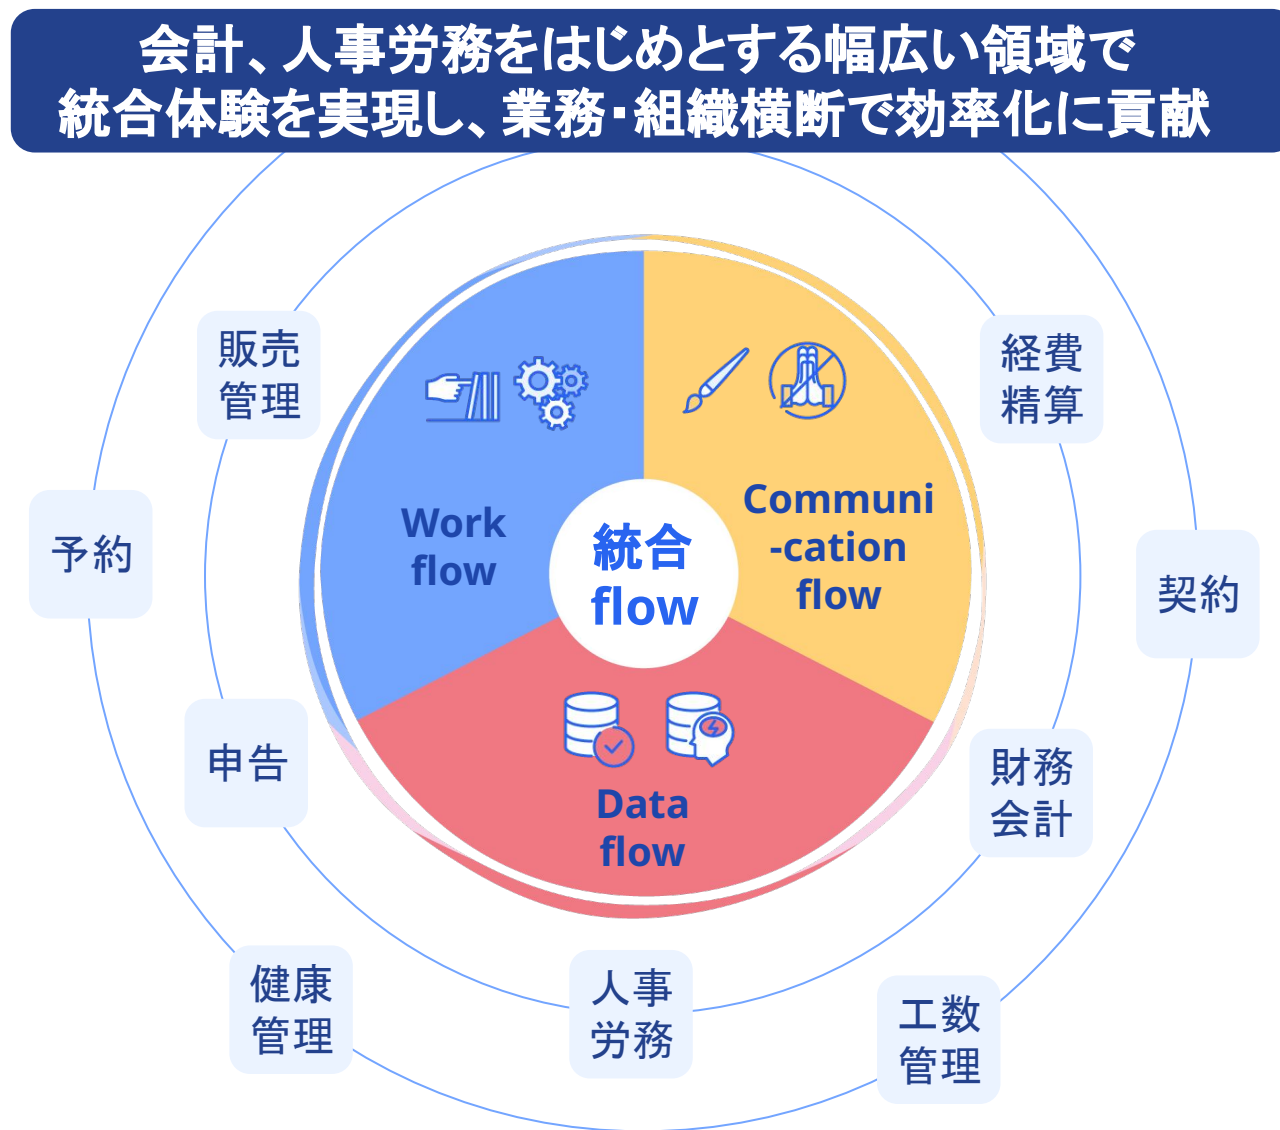 会計、人事労務をはじめとする幅広い領域で
統合体験を実現し、業務・組織横断で効率化に貢献
販売
管理
経費
精算
予約
契約
Work
flow
Communi
-cation
flow
統合
flow
申告
財務
会計
Data
flow
健康
管理
人事
労務
工数
管理